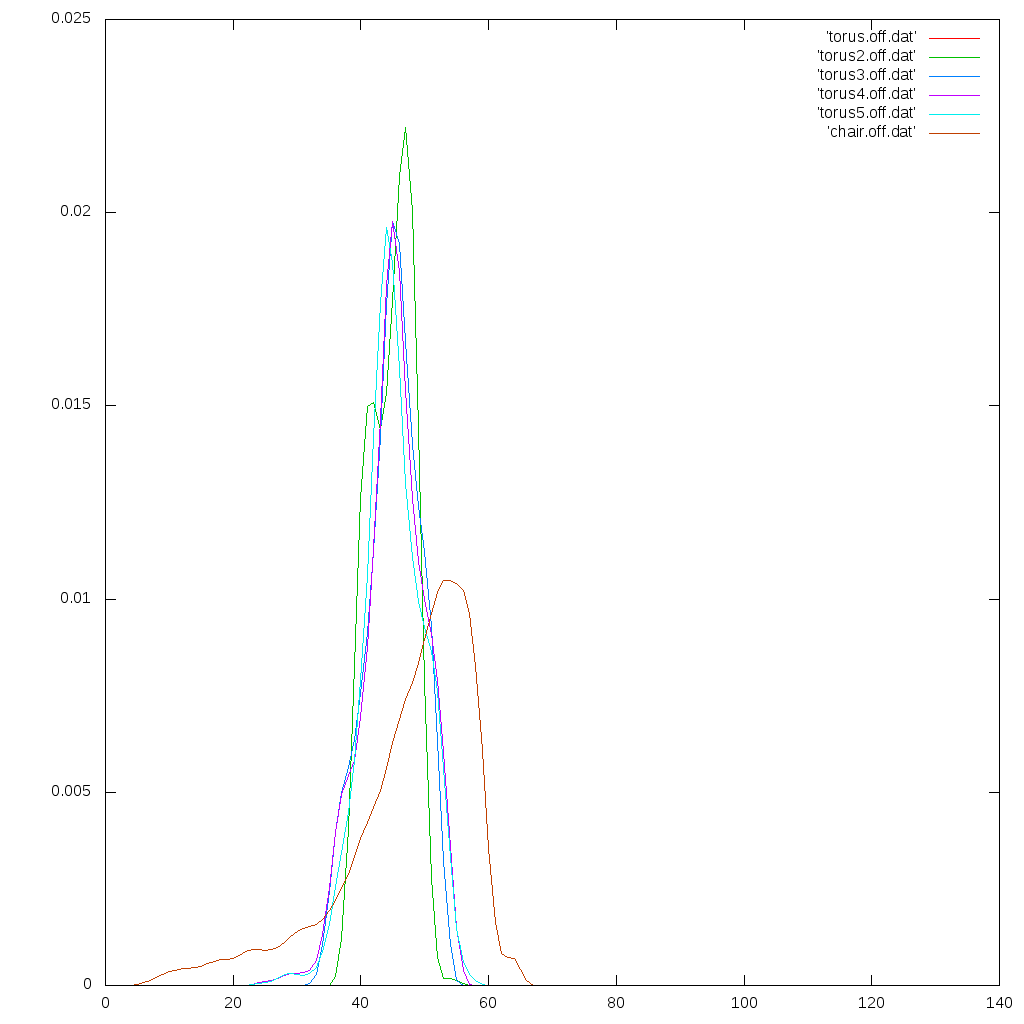 0.025
0.02
0.015
0.01
0.005
0
0 20 40 60 80 100 120 140
'torus.off.dat'
'torus2.off.dat'
'torus3.off.dat'
'torus4.off.dat'
'torus5.off.dat'
'chair.off.dat'